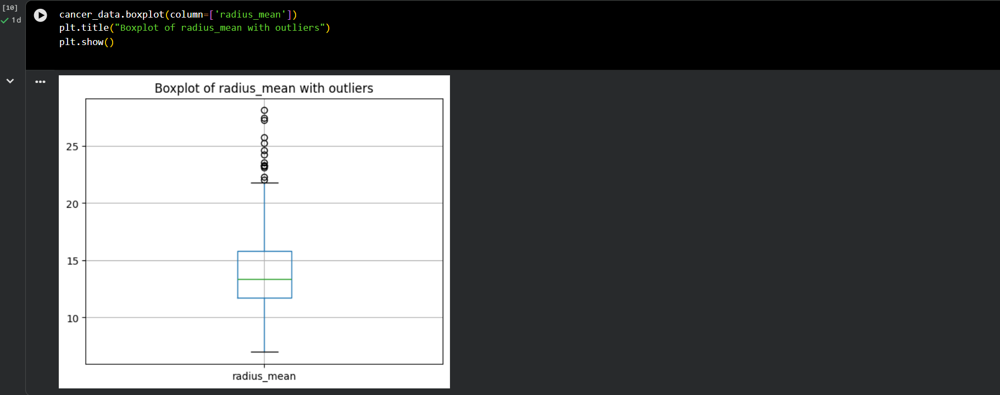 [10]
1d
cancer_data.boxplot(column=['radius_mean'])
plt.title("Boxplot of radius_mean with outliers")
plt.show()
Boxplot of radius_mean with outliers
25
20
15
10
radius_mean